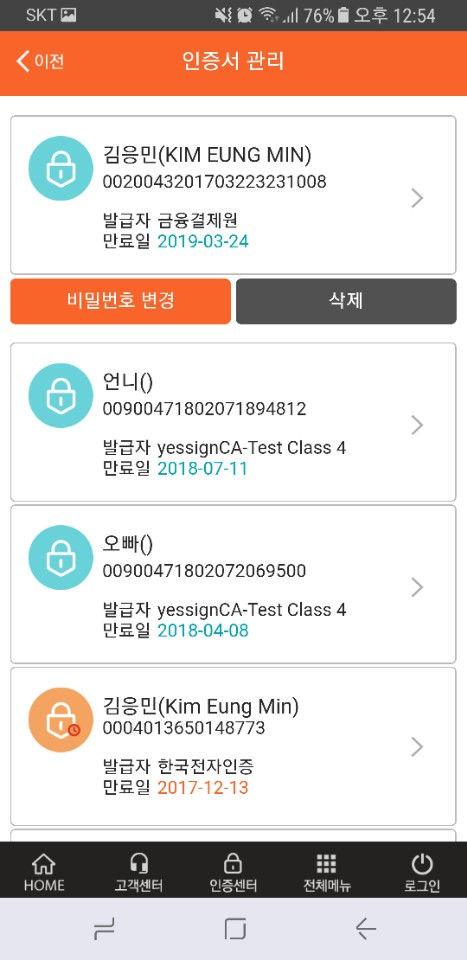 SKT 76% 오후 12:54
이전 인증서 관리
김응민(KIM EUNG MIN)
0020043201703223231008
발급자 금융결제원
만료일 2019-03-24
비밀번호 변경 삭제
언니()
00900471802071894812
발급자 yessignCA-Test Class 4
만료일 2018-07-11
오빠()
00900471802072069500
발급자 yessignCA-Test Class 4
만료일 2018-04-08
김응민(Kim Eung Min)
0004013650148773
발급자 한국전자인증
만료일 2017-12-13
HOME 고객센터 인증센터 전체메뉴 로그인